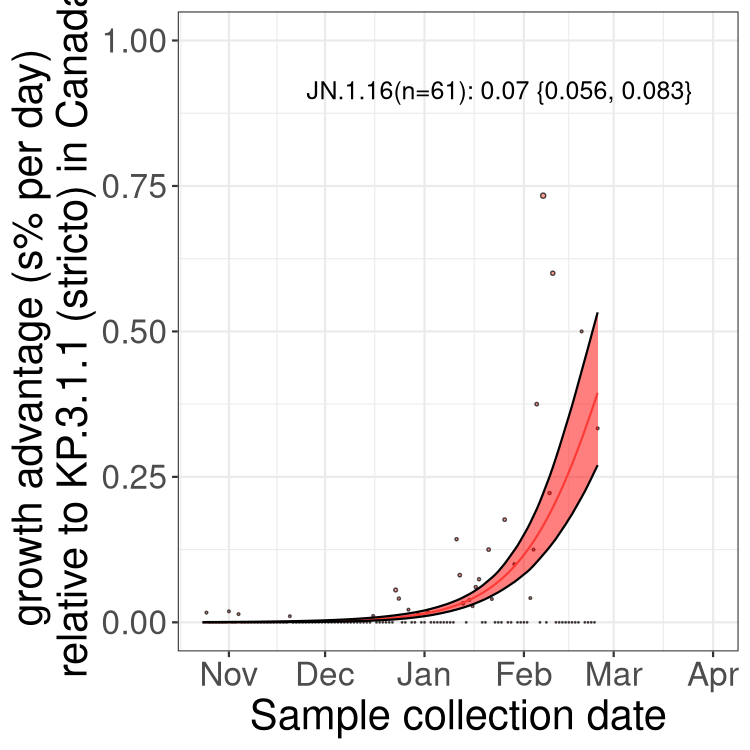 growth advantage (s% per day)
relative to KP.3.1.1 (stricto) in Canada
1.00
0.75
0.50
0.25
0.00
JN.1.16(n=61): 0.07 {0.056, 0.083}
Nov Dec Jan Feb Mar Apr
Sample collection date